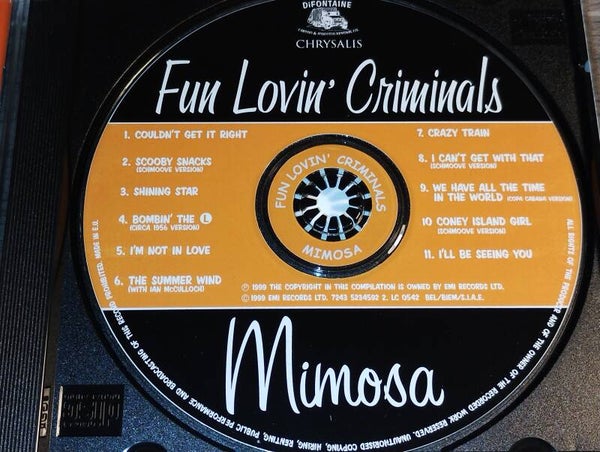 DiFONTAINE
CHRYSALIS
Fun Lovin' Criminals
1. COULDN'T GET IT RIGHT
2. SCOOBY SNACKS
(SCHMOOVE VERSION)
3. SHINING STAR
4. BOMBIN' THE L
(CIRCA 1956 VERSION)
5. I'M NOT IN LOVE
6. THE SUMMER WIND
(WITH IAN McCULLOCH)
7. CRAZY TRAIN
8. I CAN'T GET WITH THAT
(SCHMOOVE VERSION)
9. WE HAVE ALL THE TIME
IN THE WORLD (COPA CABANA VERSION)
10 CONEY ISLAND GIRL
(SCHMOOVE VERSION)
11. I'LL BE SEEING YOU
FUN LOVIN' CRIMINALS
MIMOSA
℗ 1999 THE COPYRIGHT IN THIS COMPILATION IS OWNED BY EMI RECORDS LTD.
© 1999 EMI RECORDS LTD. 7243 5234592 2. LC 0542 BEL/BIEM/S.I.A.E.
Mimosa
ALL RIGHTS OF THE PRODUCER AND OF THE OWNER OF THE RECORDED WORK RESERVED. UNAUTHORISED COPYING, HIRING, RENTING, PUBLIC PERFORMANCE AND BROADCASTING OF THIS RECORD PROHIBITED. MADE IN E.U.
disc